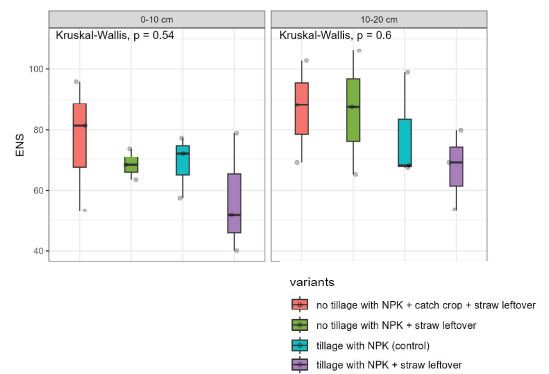 0-10 cm
10-20 cm
Kruskal-Wallis, p = 0.54
Kruskal-Wallis, p = 0.6
100
80
60
40
ENS
variants
no tillage with NPK + catch crop + straw leftover
no tillage with NPK + straw leftover
tillage with NPK (control)
tillage with NPK + straw leftover